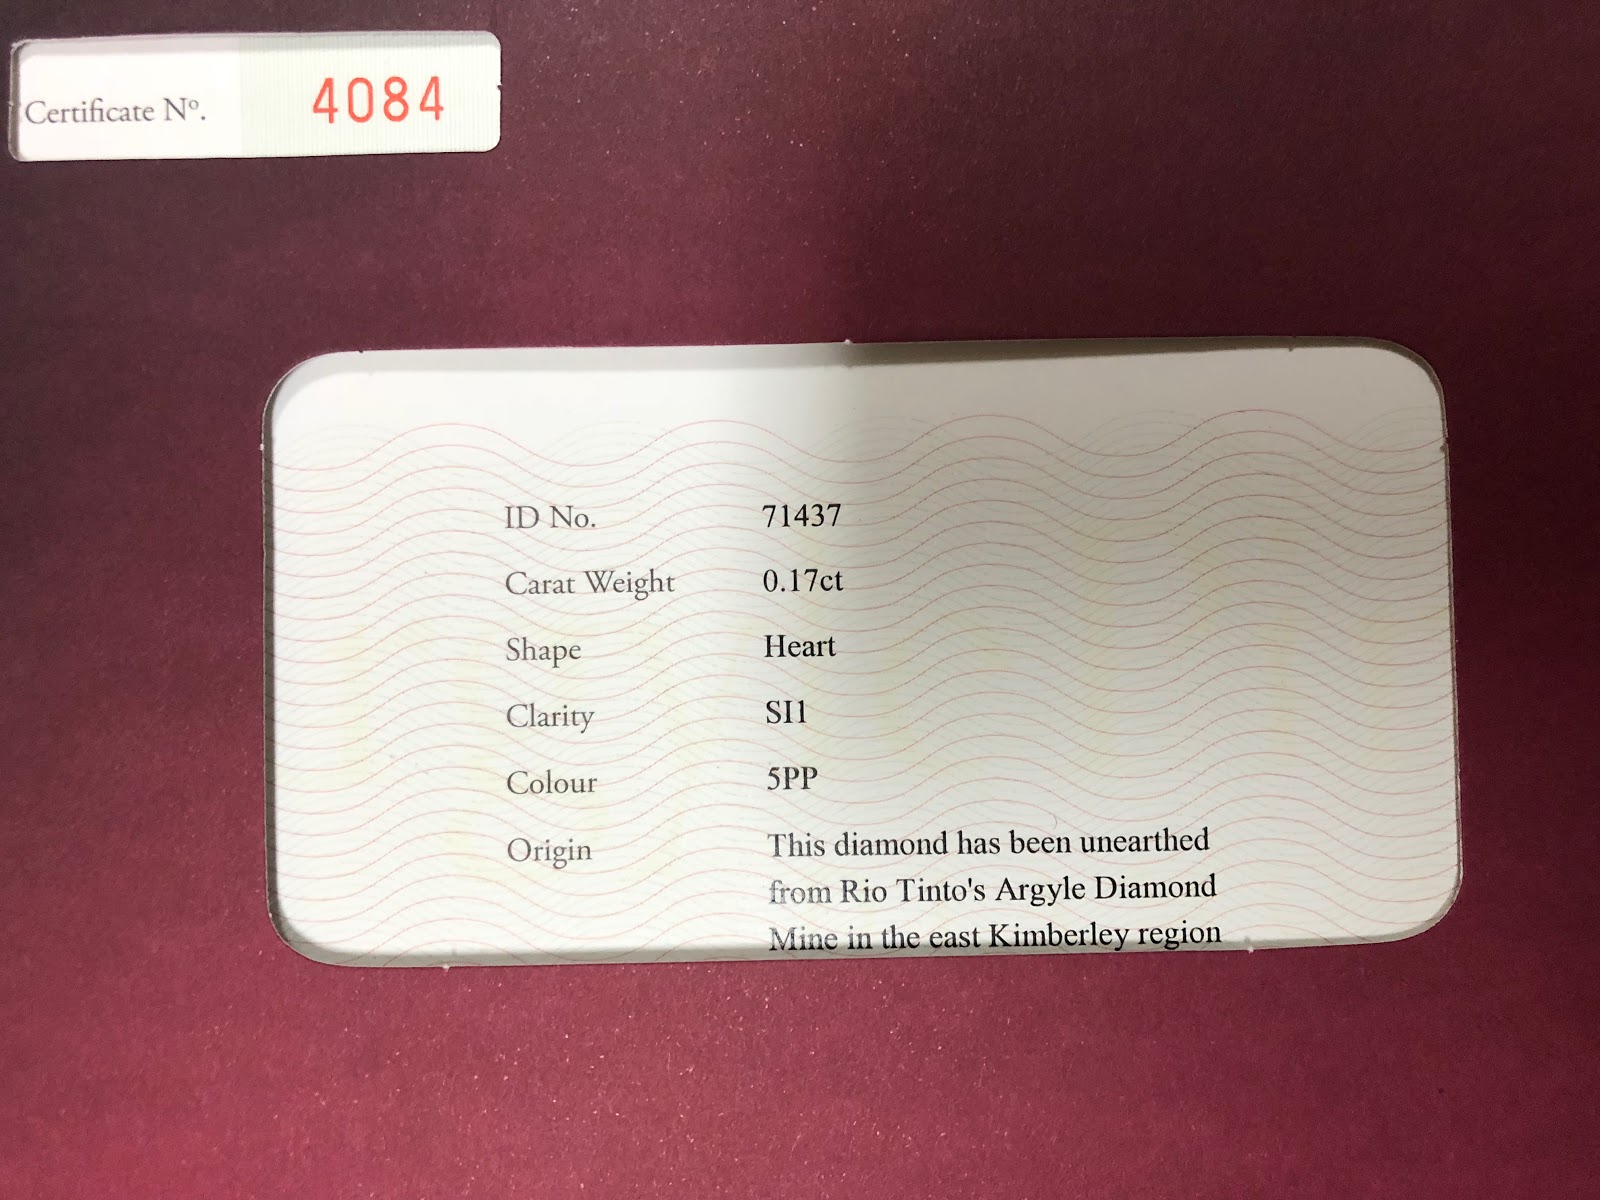 Certificate Nº. 4084
ID No. 71437
Carat Weight 0.17ct
Shape Heart
Clarity SI1
Colour 5PP
Origin This diamond has been unearthed
from Rio Tinto's Argyle Diamond
Mine in the east Kimberley region